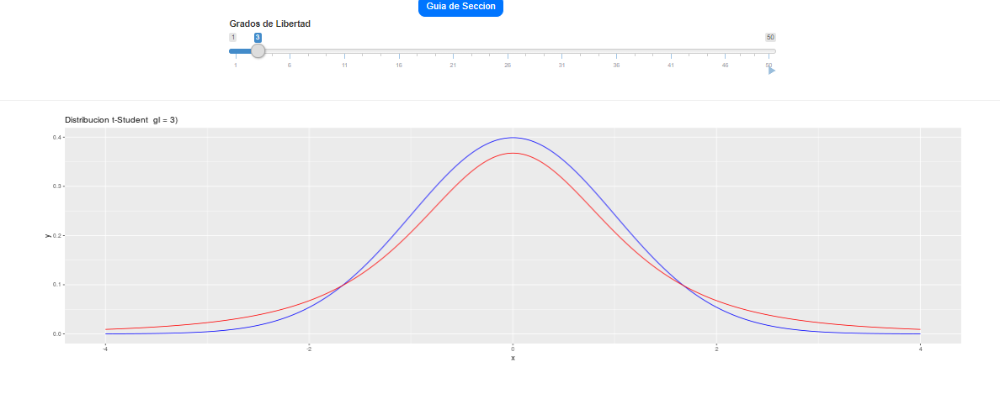 Guia de Seccion
Grados de Libertad
1 3 50
1 6 11 16 21 26 31 36 41 46 50
Distribucion t-Student  gl = 3)
0.4
0.3
y
0.2
0.1
0.0
-4 -2 0 2 4
x